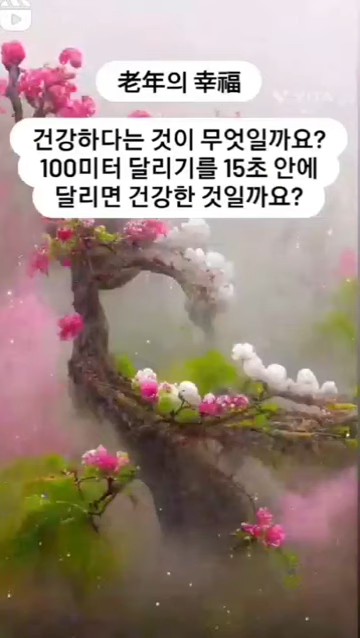 老年의 幸福
건강하다는 것이 무엇일까요?
100미터 달리기를 15초 안에
달리면 건강한 것일까요?